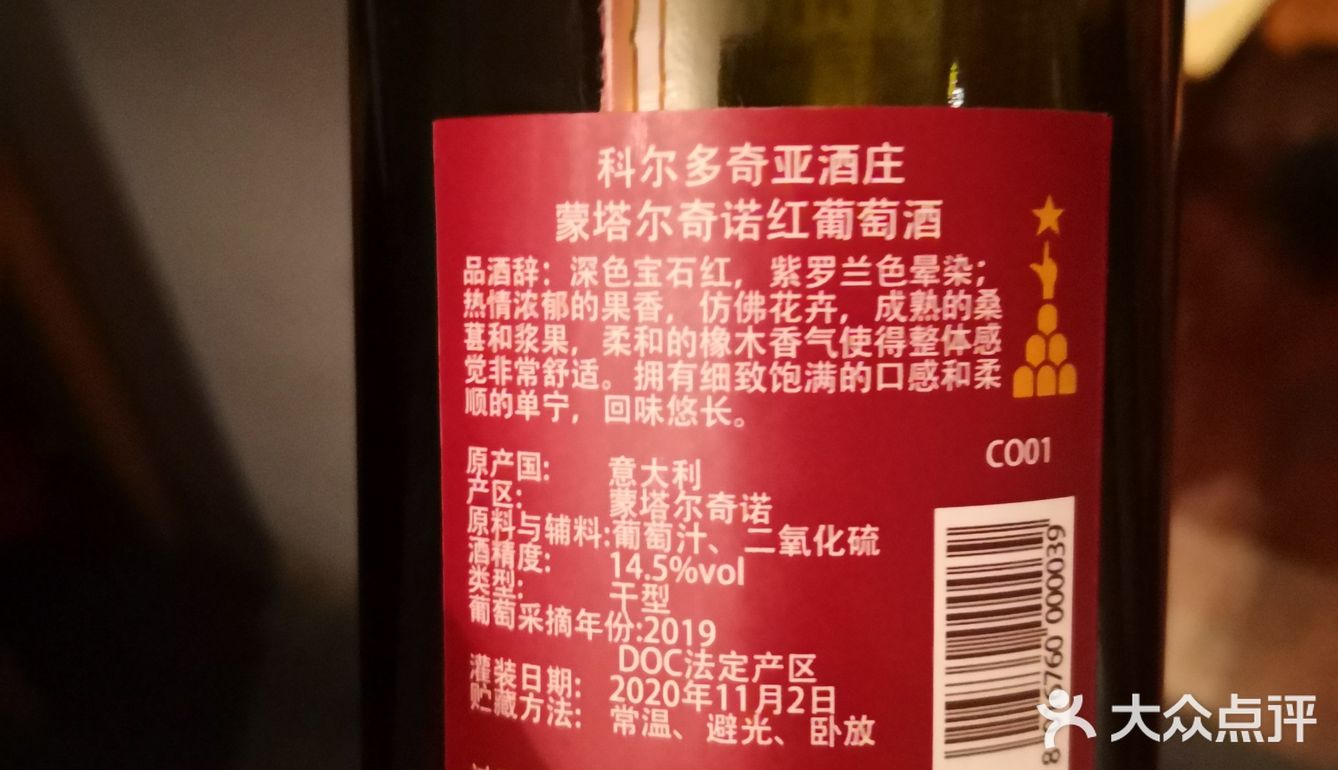 科尔多奇亚酒庄
蒙塔尔奇诺红葡萄酒
品酒辞：深色宝石红，紫罗兰色晕染；
热情浓郁的果香，仿佛花卉，成熟的桑
葚和浆果，柔和的橡木香气使得整体感
觉非常舒适。拥有细致饱满的口感和柔
顺的单宁，回味悠长。
CO01
原产国： 意大利
产区： 蒙塔尔奇诺
原料与辅料:葡萄汁、二氧化硫
酒精度： 14.5%vol
类型： 干型
葡萄采摘年份:2019
DOC法定产区
灌装日期： 2020年11月2日
贮藏方法： 常温、避光、卧放
000039
大众点评